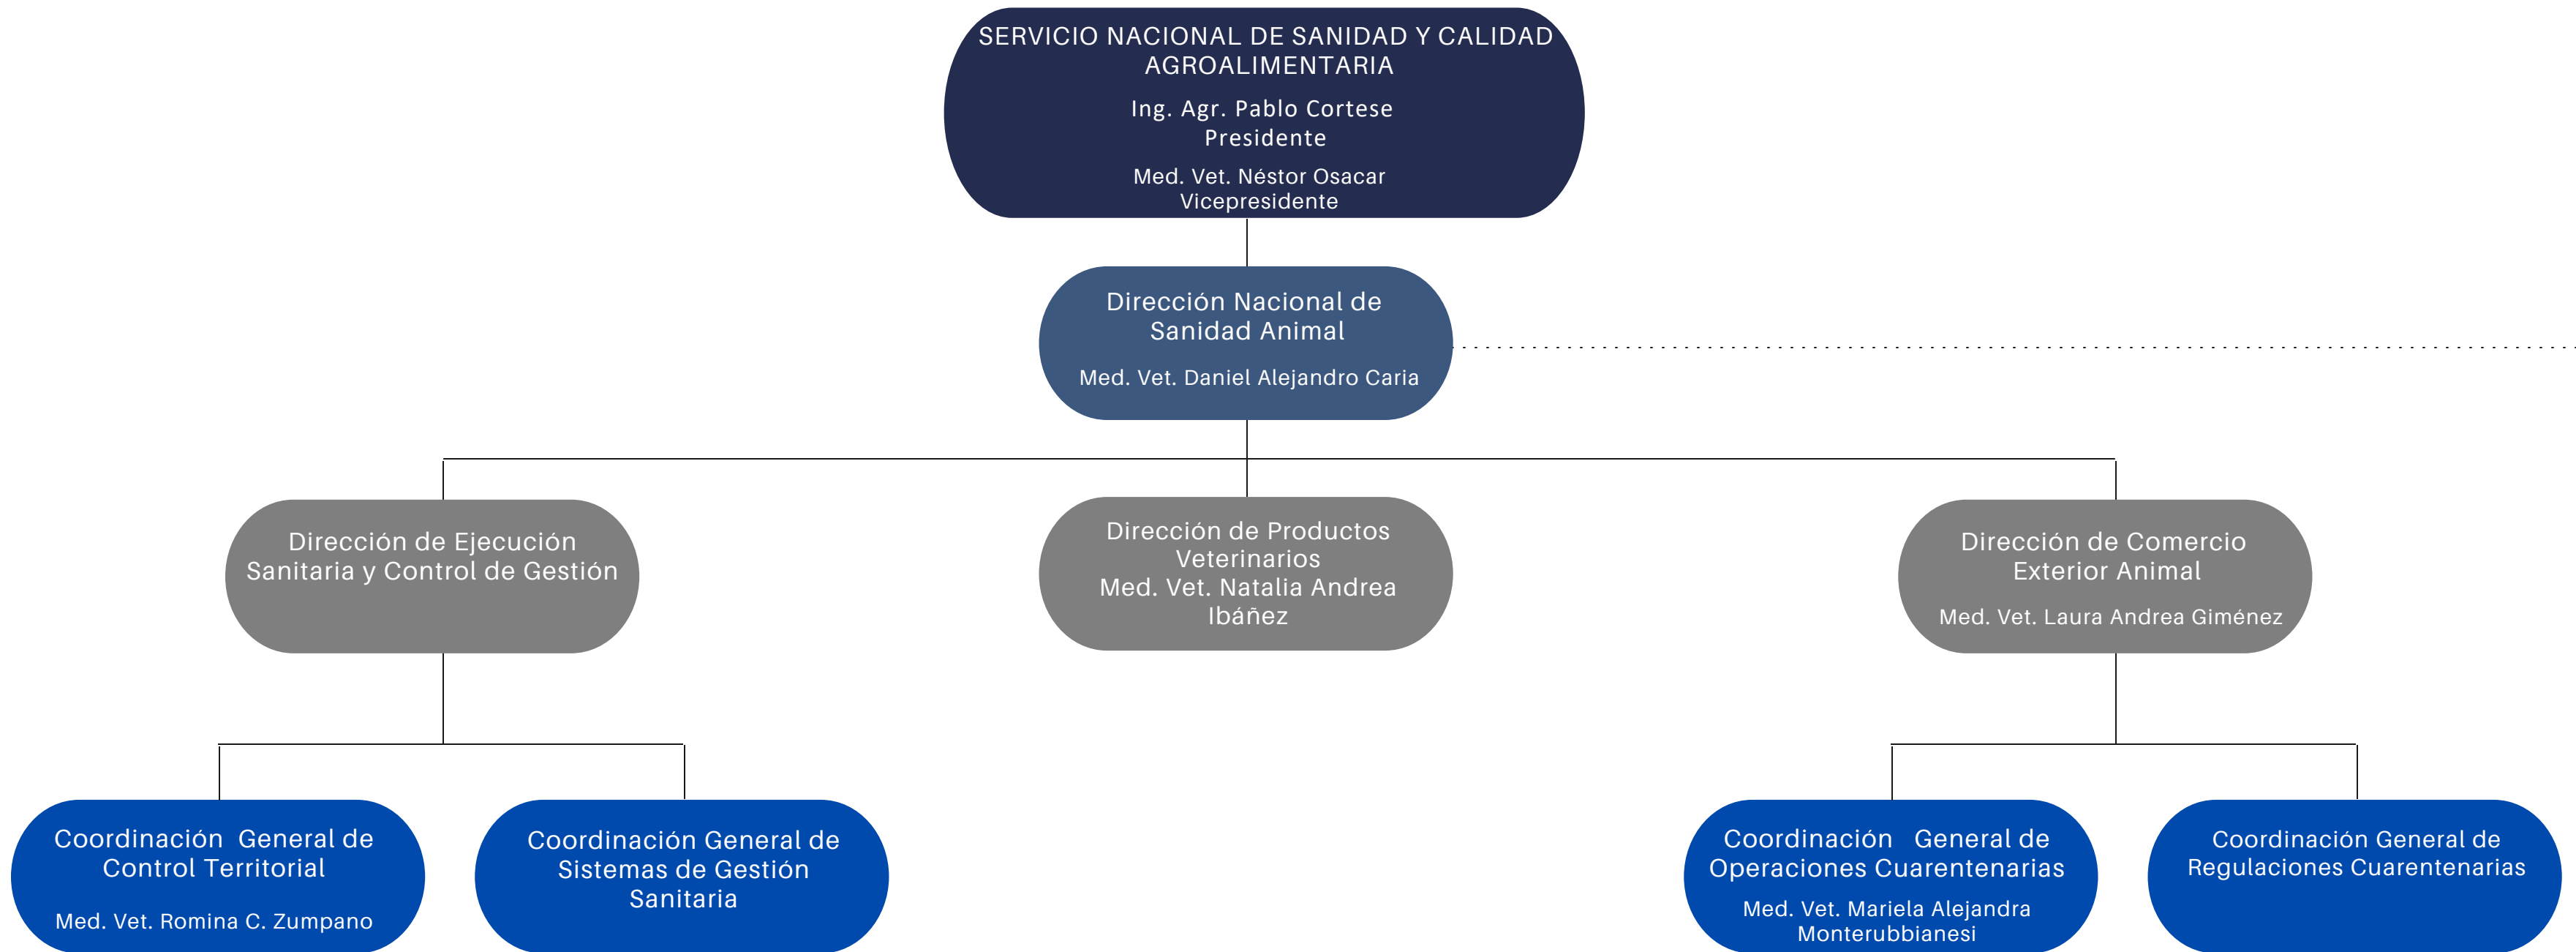 SERVICIO NACIONAL DE SANIDAD Y CALIDAD
AGROALIMENTARIA
Ing. Agr. Pablo Cortese
Presidente
Med. Vet. Néstor Osacar
Vicepresidente
Dirección Nacional de
Sanidad Animal
Med. Vet. Daniel Alejandro Caria
Dirección de Ejecución
Sanitaria y Control de Gestión
Dirección de Productos
Veterinarios
Med. Vet. Natalia Andrea
Ibáñez
Dirección de Comercio
Exterior Animal
Med. Vet. Laura Andrea Giménez
Coordinación General de
Control Territorial
Med. Vet. Romina C. Zumpano
Coordinación General de
Sistemas de Gestión
Sanitaria
Coordinación General de
Operaciones Cuarentenarias
Med. Vet. Mariela Alejandra
Monterubbianesi
Coordinación General de
Regulaciones Cuarentenarias